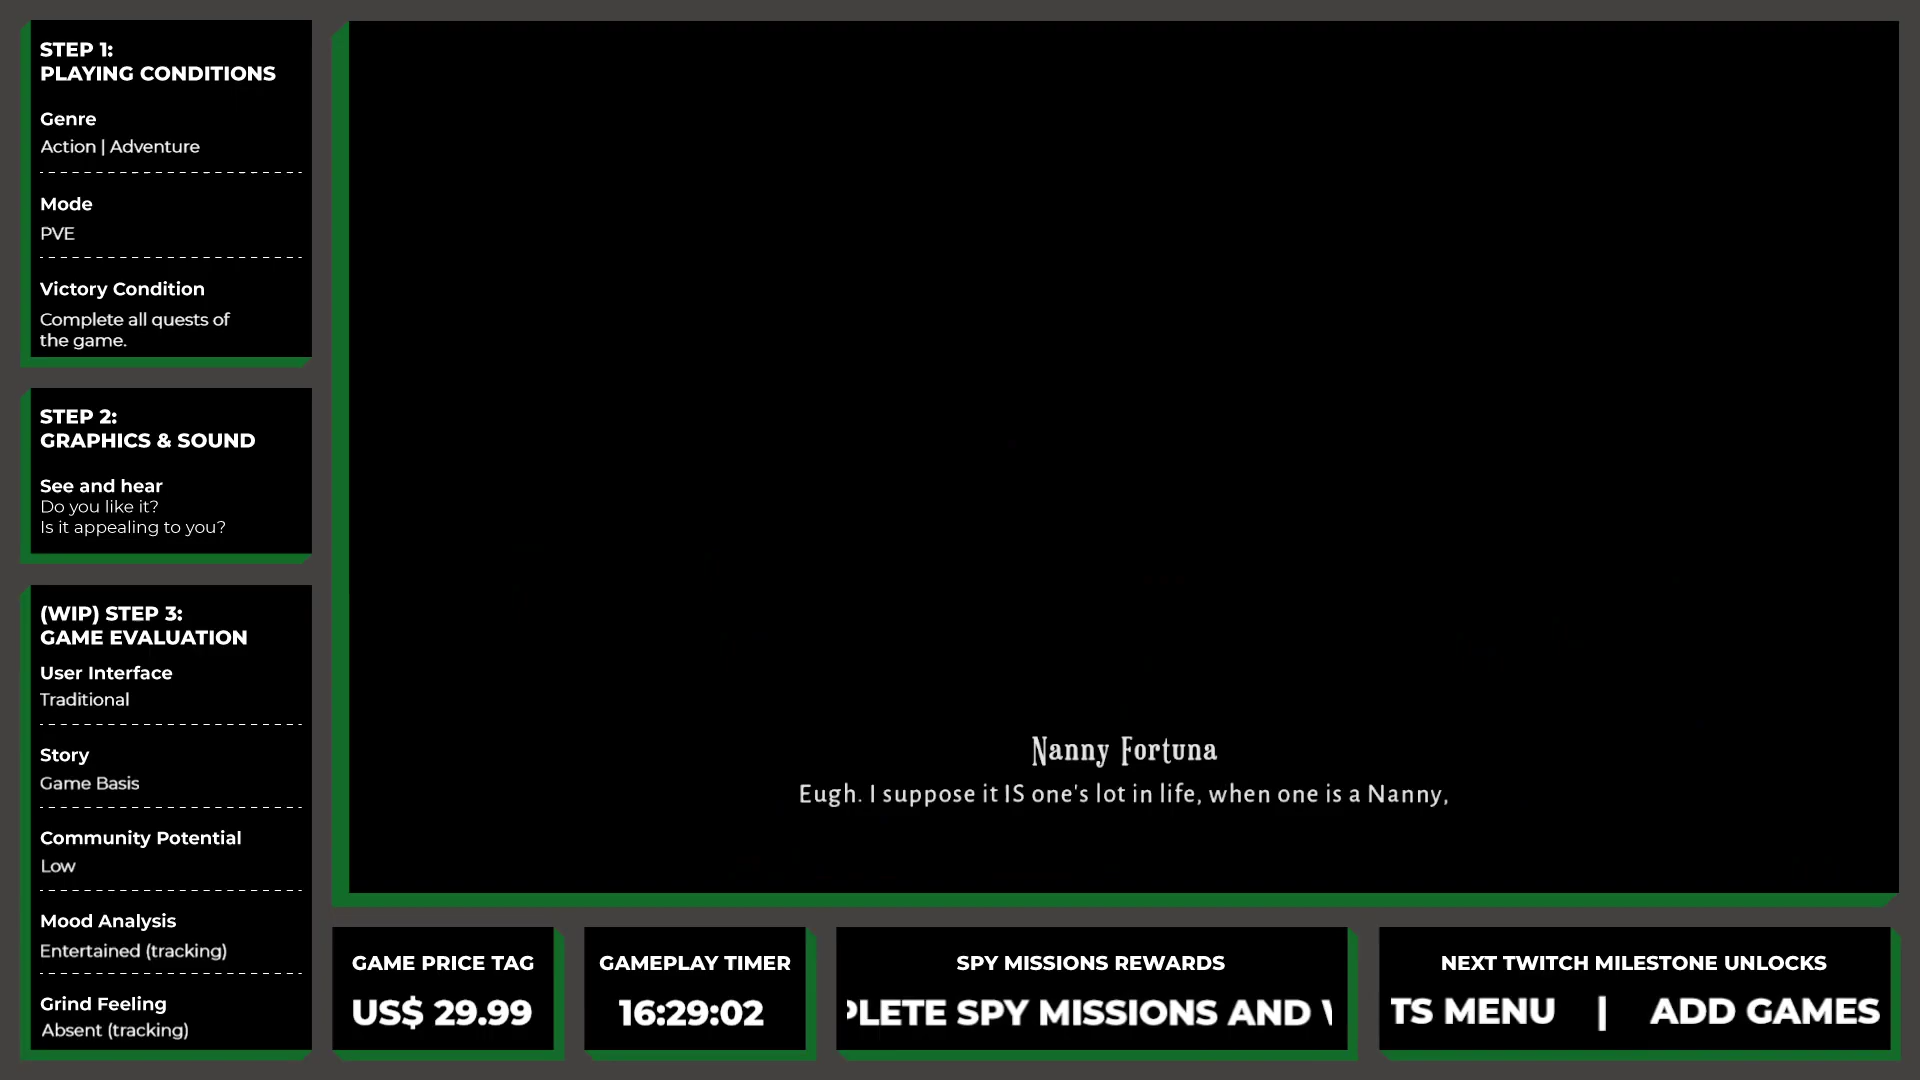 STEP 1:
PLAYING CONDITIONS
Genre
Action | Adventure
Mode
PVE
Victory Condition
Complete all quests of
the game.
STEP 2:
GRAPHICS & SOUND
See and hear
Do you like it?
Is it appealing to you?
(WIP) STEP 3:
GAME EVALUATION
User Interface
Traditional
Story
Game Basis
Community Potential
Low
Mood Analysis
Entertained (tracking)
Grind Feeling
Absent (tracking)
Nanny Fortuna
Eugh. I suppose it IS one's lot in life, when one is a Nanny,
GAME PRICE TAG
US$ 29.99
GAMEPLAY TIMER
16:29:02
SPY MISSIONS REWARDS
PLETE SPY MISSIONS AND
NEXT TWITCH MILESTONE UNLOCKS
TS MENU | ADD GAMES